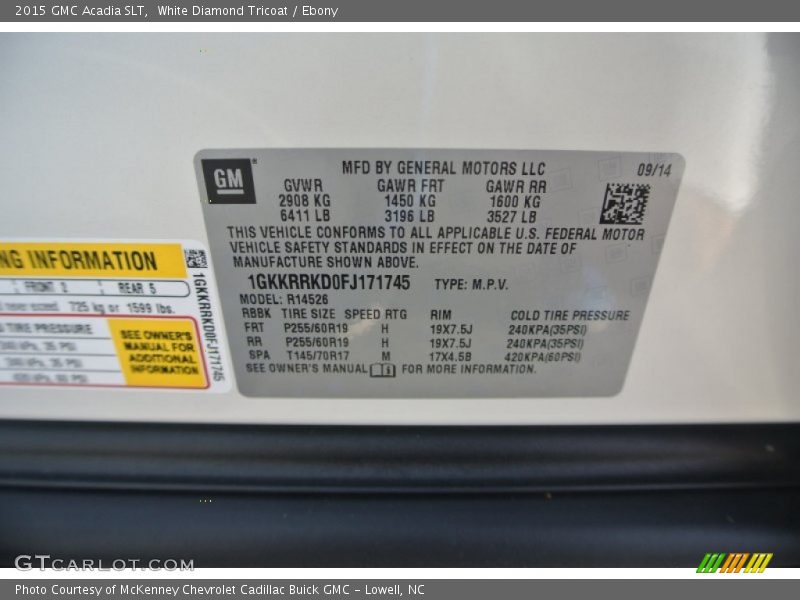 2015 GMC Acadia SLT, White Diamond Tricoat / Ebony
GM
MFD BY GENERAL MOTORS LLC 09/14
GVWR GAWR FRT GAWR RR
2908 KG 1450 KG 1600 KG
6411 LB 3196 LB 3527 LB
THIS VEHICLE CONFORMS TO ALL APPLICABLE U.S. FEDERAL MOTOR
VEHICLE SAFETY STANDARDS IN EFFECT ON THE DATE OF
MANUFACTURE SHOWN ABOVE.
1GKKRRKD0FJ171745 TYPE: M.P.V.
MODEL: R14526
RBBK TIRE SIZE SPEED RTG RIM COLD TIRE PRESSURE
FRT P255/60R19 H 19X7.5J 240KPA(35PSI)
RR P255/60R19 H 19X7.5J 240KPA(35PSI)
SPA T145/70R17 M 17X4.5B 420KPA(60PSI)
SEE OWNER'S MANUAL FOR MORE INFORMATION.
NG INFORMATION
FRONT 2 REAR 5
725 kg or 1599 lbs.
TIRE PRESSURE
SEE OWNER'S
MANUAL FOR
ADDITIONAL
INFORMATION
1GKKRRKD0FJ171745
GTCARLOT.COM
Photo Courtesy of McKenney Chevrolet Cadillac Buick GMC – Lowell, NC